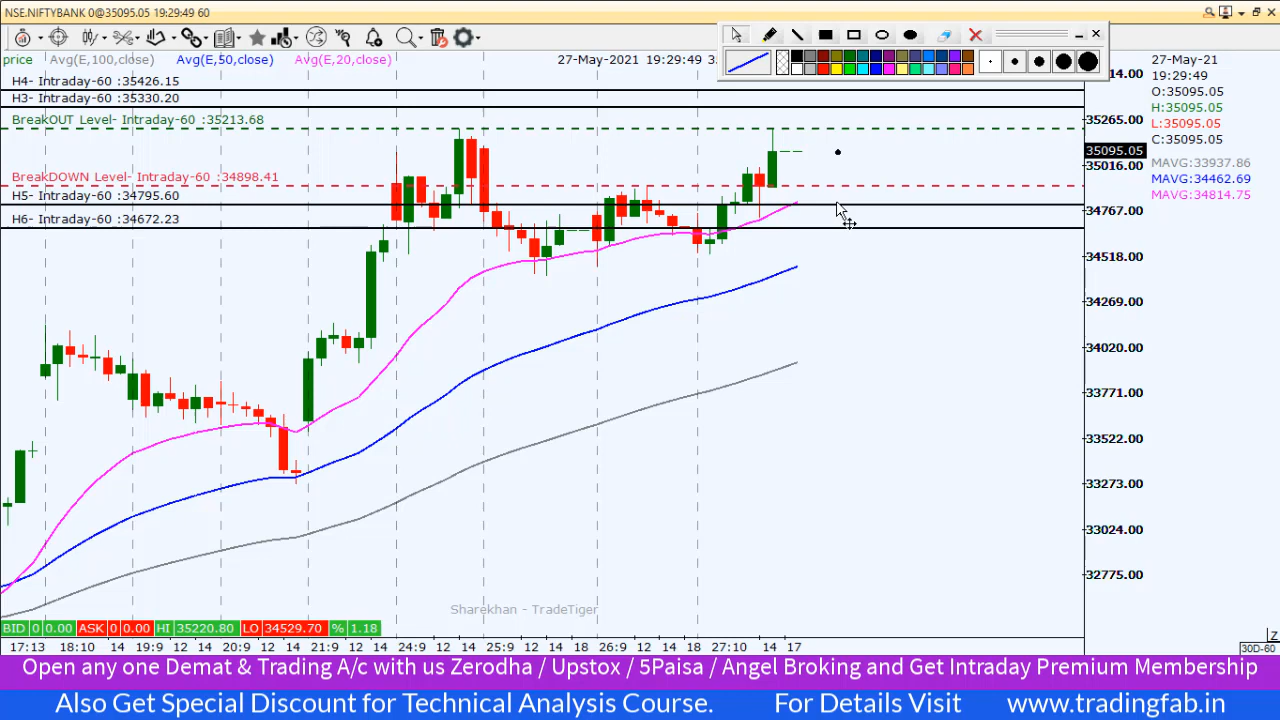 NSE.NIFTYBANK 0@35095.05 19:29:49 60
price Avg(E,100,close) Avg(E,50,close) Avg(E,20,close) 27-May-2021 19:29:49
H4- Intraday-60 :35426.15
H3- Intraday-60 :35330.20
BreakOUT Level- Intraday-60 :35213.68
BreakDOWN Level- Intraday-60 :34898.41
H5- Intraday-60 :34795.60
H6- Intraday-60 :34672.23
35265.00
35095.05
35016.00
34767.00
34518.00
34269.00
34020.00
33771.00
33522.00
33273.00
33024.00
32775.00
27-May-21
19:29:49
O:35095.05
H:35095.05
L:35095.05
C:35095.05
MAVG:33937.86
MAVG:34462.69
MAVG:34814.75
Sharekhan - TradeTiger
BID 0 0.00 ASK 0 0.00 HI 35220.80 LO 34529.70 % 1.18
17:13 18:10 14 19:9 12 14 20:9 12 14 21:9 12 14 24:9 12 14 25:9 12 14 18 26:9 12 14 18 27:10 14 17
Z
30D-60
Open any one Demat & Trading A/c with us Zerodha / Upstox / 5Paisa / Angel Broking and Get Intraday Premium Membership
Also Get Special Discount for Technical Analysis Course. For Details Visit www.tradingfab.in